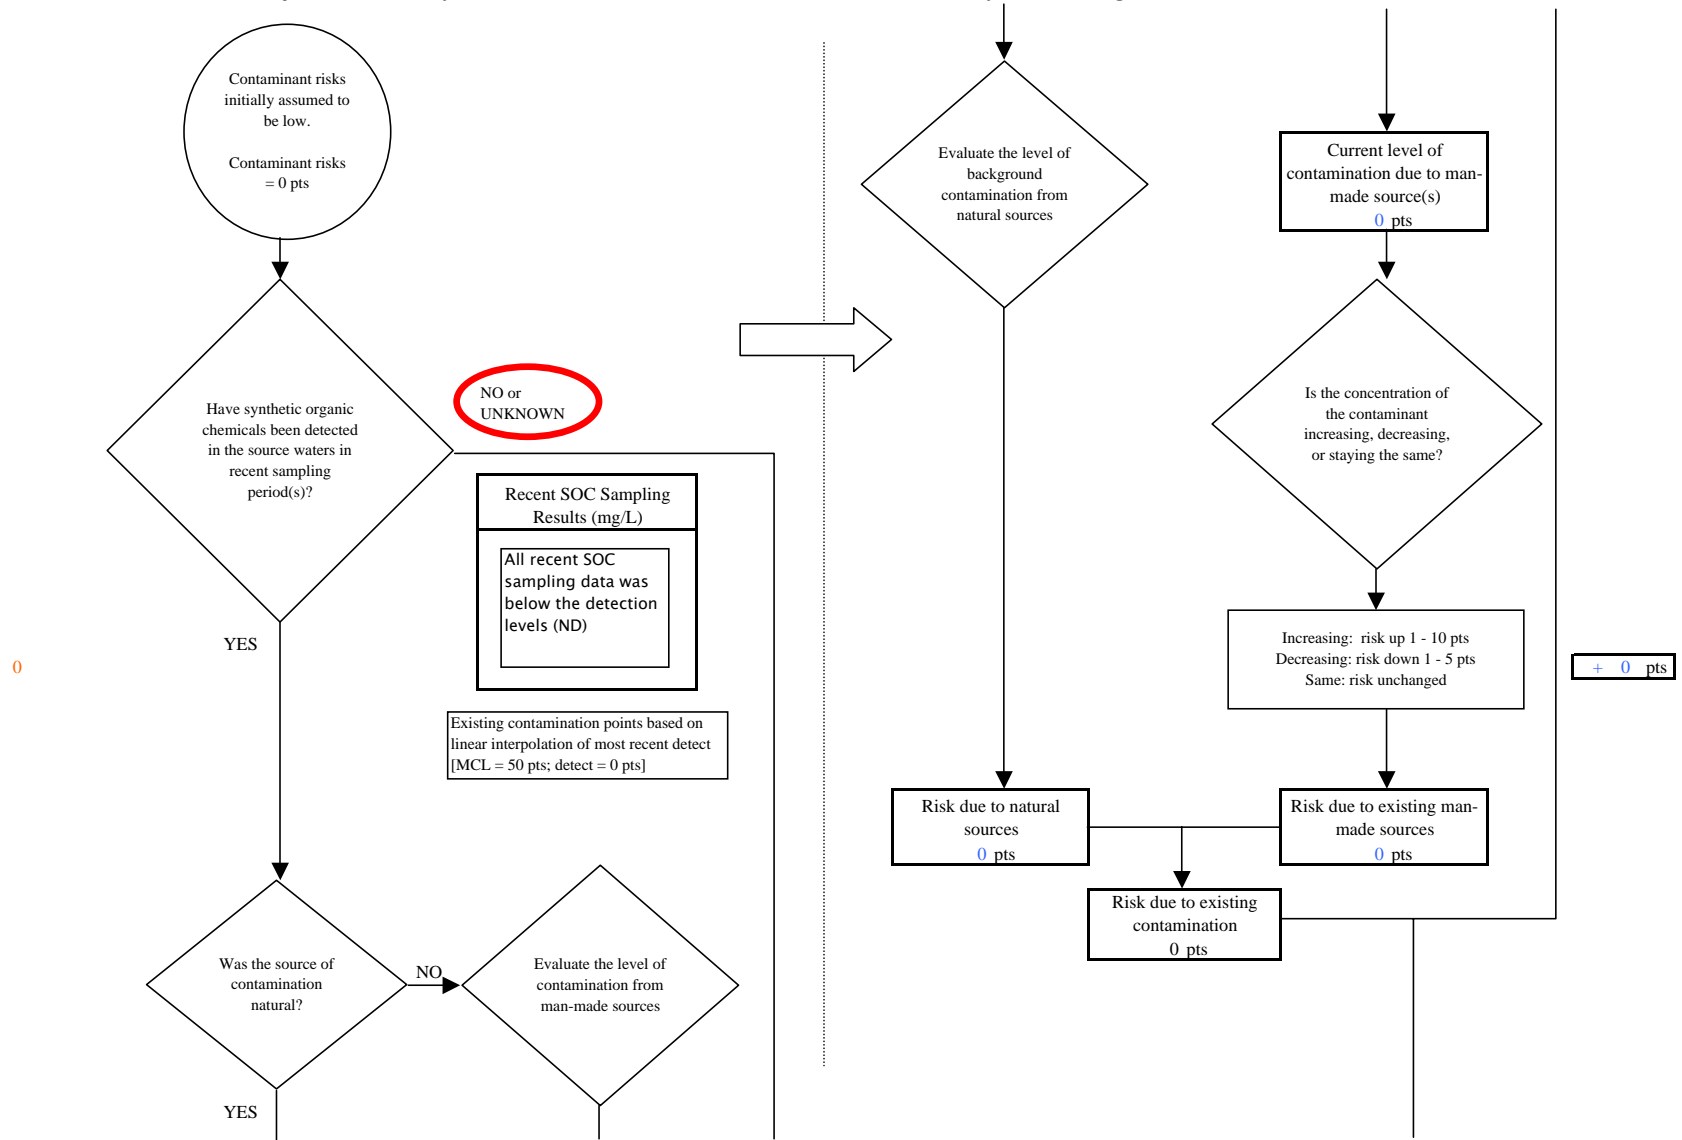 Contaminant risks
initially assumed to
be low.
Contaminant risks
= 0 pts
Have synthetic organic
chemicals been detected
in the source waters in
recent sampling
period(s)?
NO or
UNKNOWN
Recent SOC Sampling
Results (mg/L)
All recent SOC
sampling data was
below the detection
levels (ND)
YES
0
Existing contamination points based on
linear interpolation of most recent detect
[MCL = 50 pts; detect = 0 pts]
Was the source of
contamination
natural?
NO
Evaluate the level of
contamination from
man-made sources
YES
Evaluate the level of
background
contamination from
natural sources
Current level of
contamination due to man-
made source(s)
0 pts
Is the concentration of
the contaminant
increasing, decreasing,
or staying the same?
Increasing: risk up 1 - 10 pts
Decreasing: risk down 1 - 5 pts
Same: risk unchanged
+ 0 pts
Risk due to natural
sources
0 pts
Risk due to existing man-
made sources
0 pts
Risk due to existing
contamination
0 pts